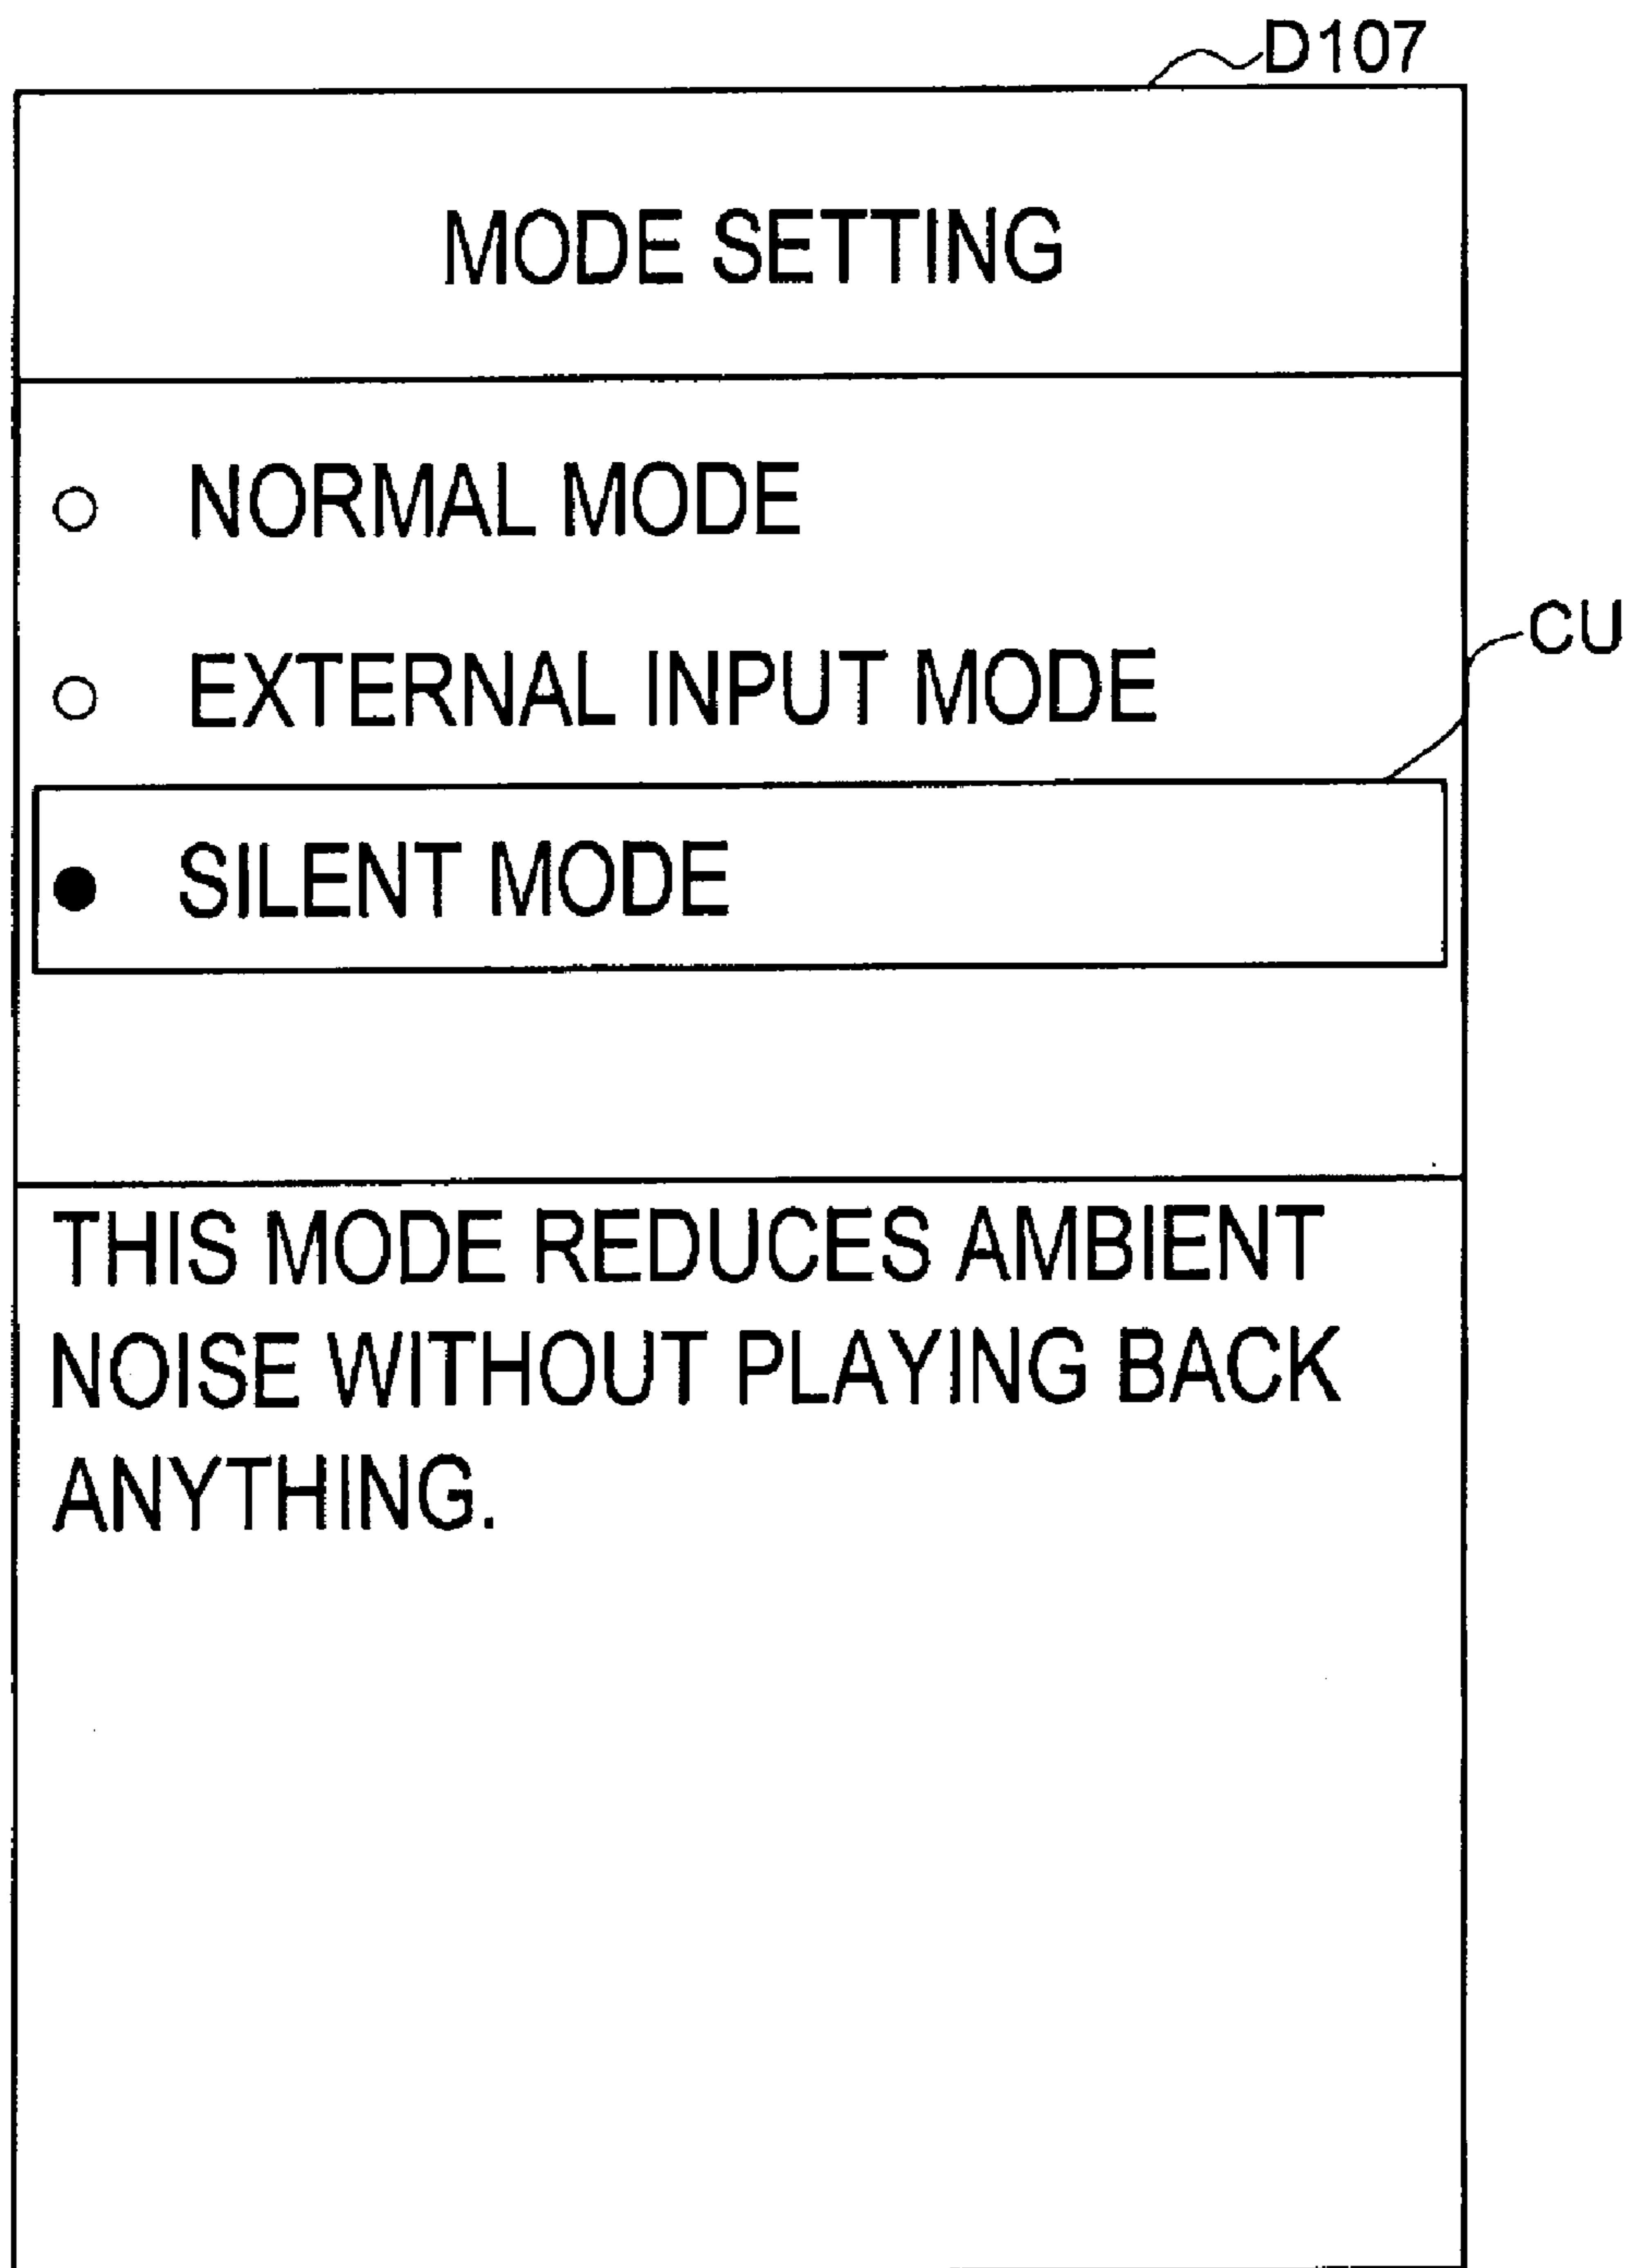 D107
MODE SETTING
NORMAL MODE
EXTERNAL INPUT MODE
CU
SILENT MODE
THIS MODE REDUCES AMBIENT
NOISE WITHOUT PLAYING BACK
ANYTHING.